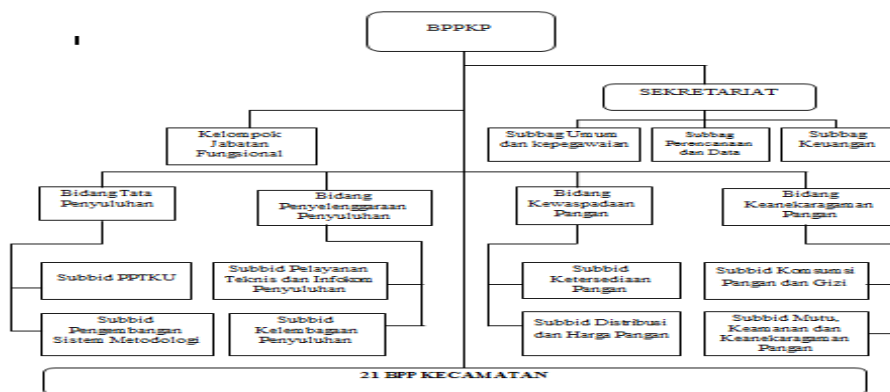 BPPKP
SEKRETARIAT
Kelompok
Jabatan
Fungsional
Subbag Umum
dan kepegawaian
Subbag
Perencanaan
dan Data
Subbag
Keuangan
Bidang Tata
Penyuluhan
Bidang
Penyelenggaraan
Penyuluhan
Bidang
Kewaspadaan
Pangan
Bidang
Keanekaragaman
Pangan
Subbid PPTKU
Subbid Pelayanan
Teknis dan Infokom
Penyuluhan
Subbid
Ketersediaan
Pangan
Subbid Komsumsi
Pangan dan Gizi
Subbid
Pengembangan
Sistem Metodologi
Subbid
Kelembagaan
Penyuluhan
Subbid Distribusi
dan Harga Pangan
Subbid Mutu,
Keamanan dan
Keanekaragaman
Pangan
21 BPP KECAMATAN